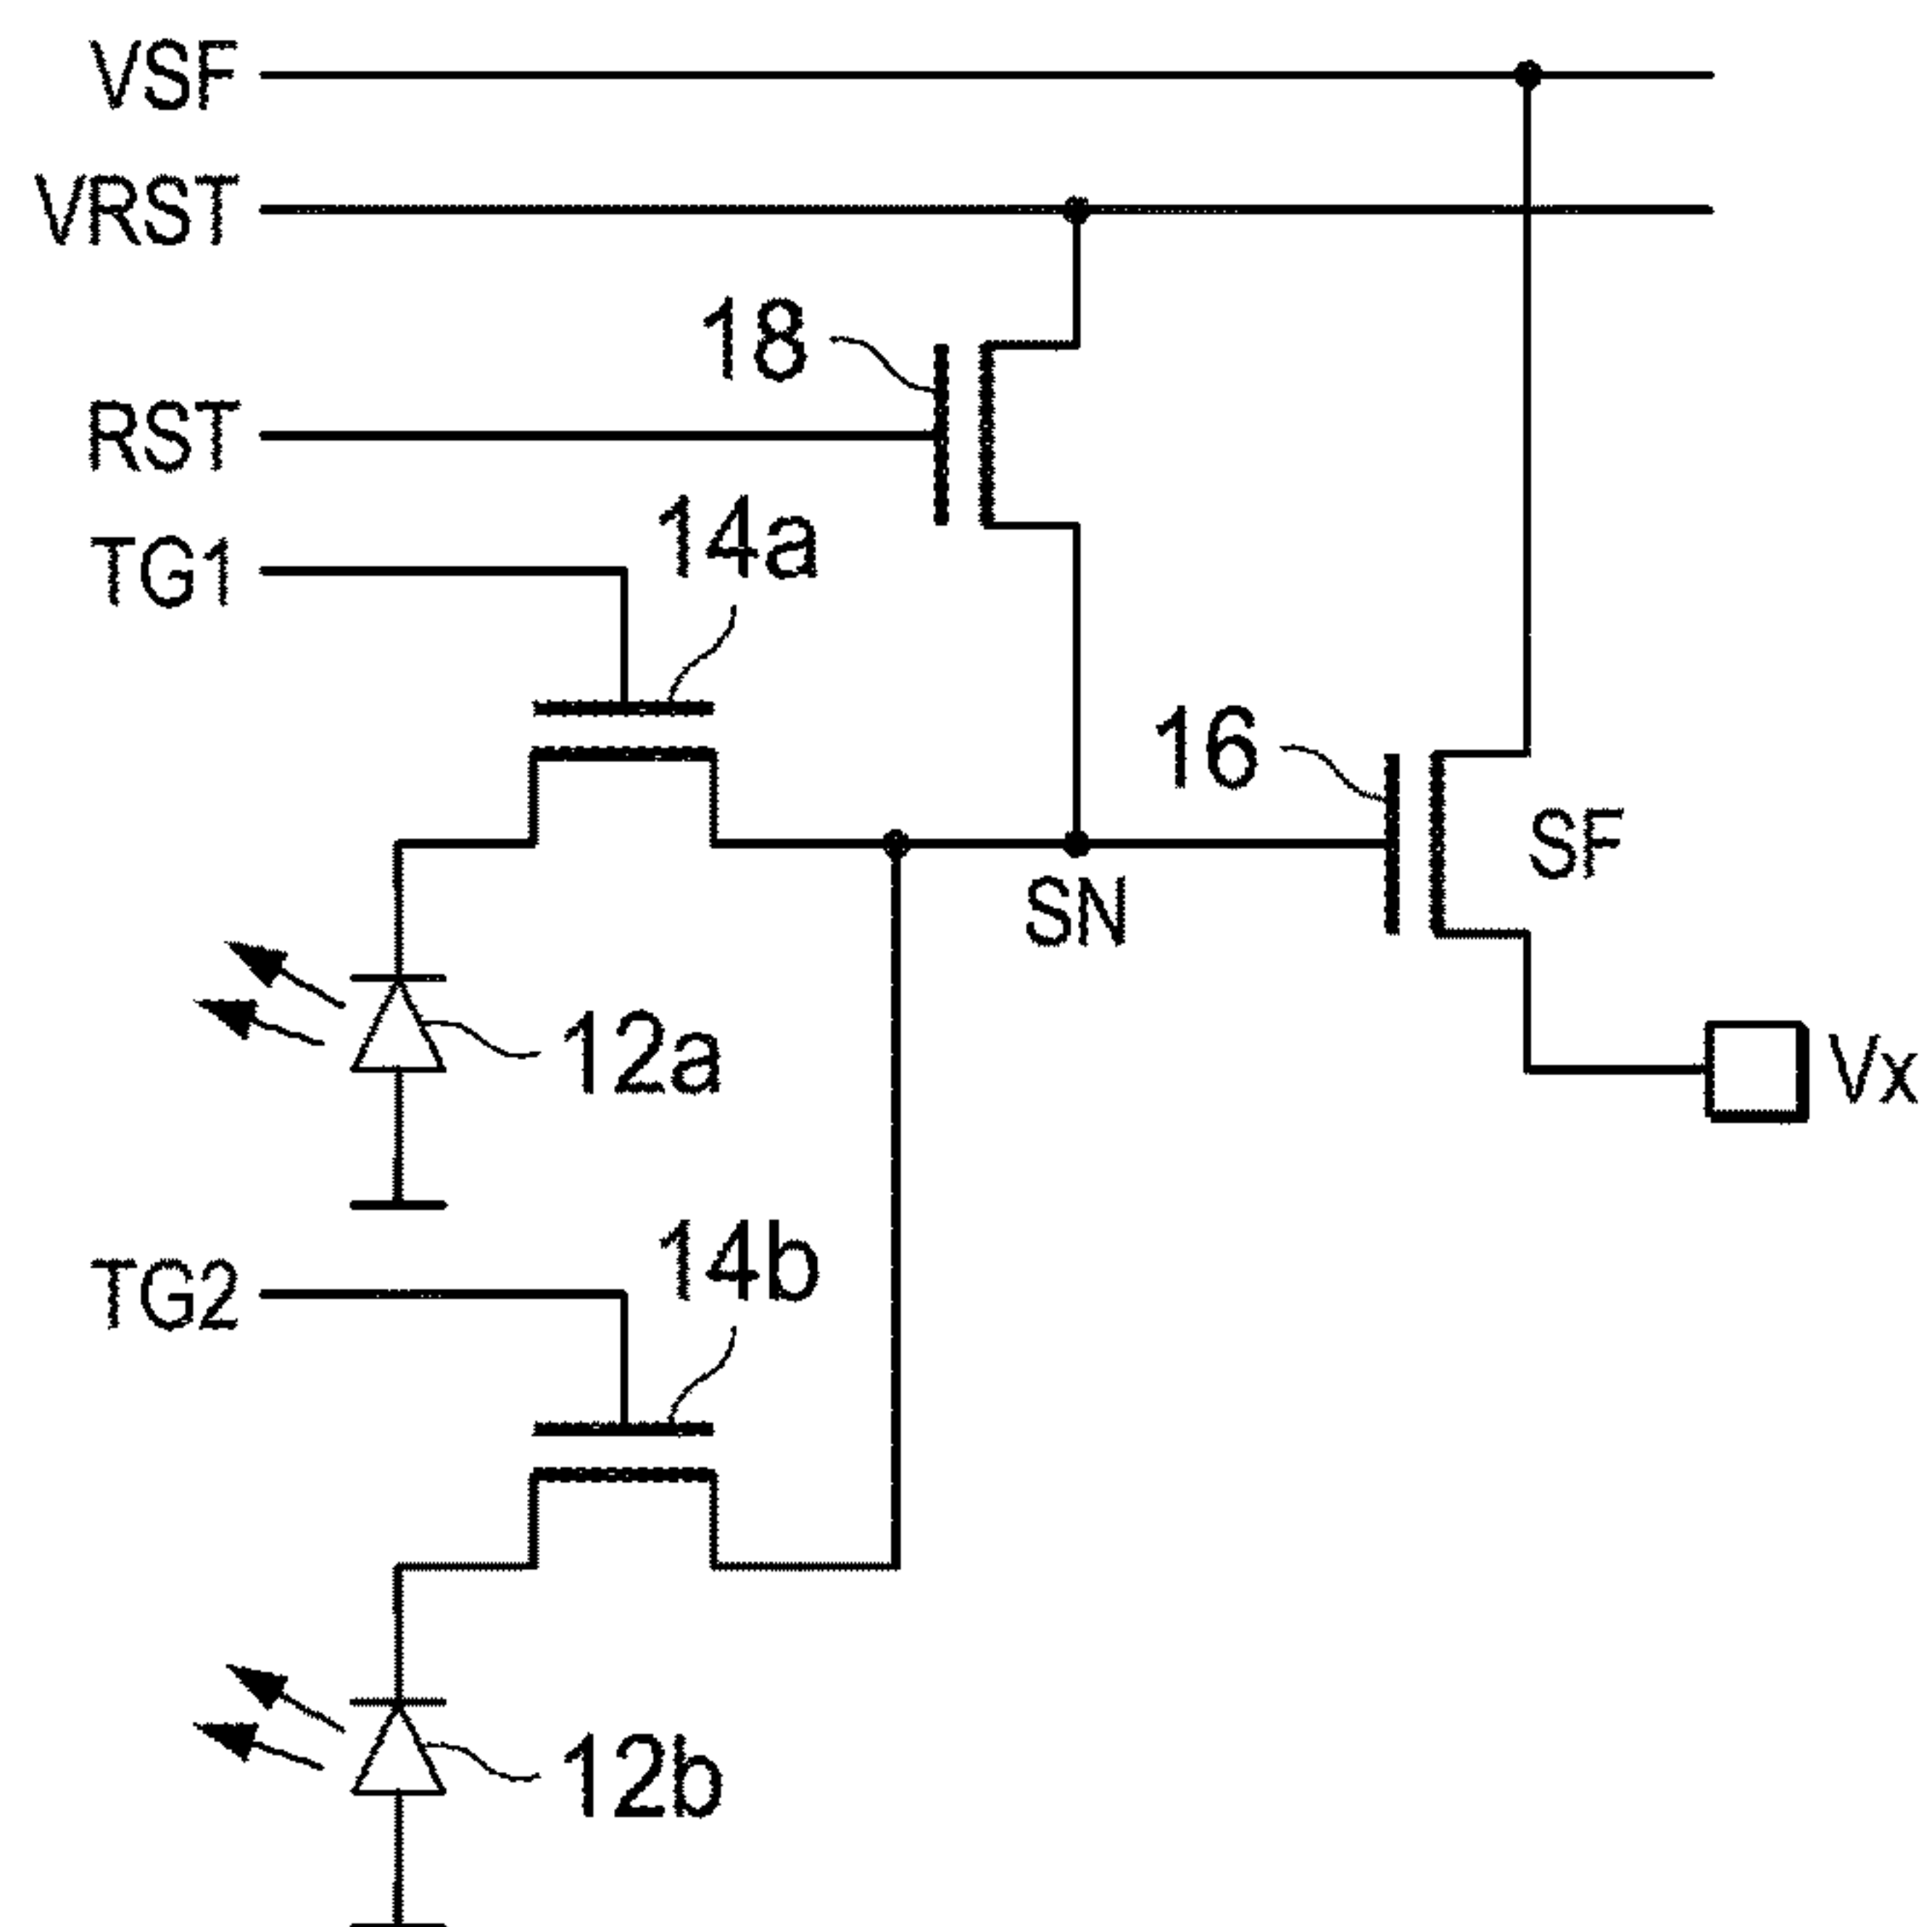 VSF
VRST
18
RST
14a
TG1
16
SF
SN
12a
Vx
14b
TG2
12b